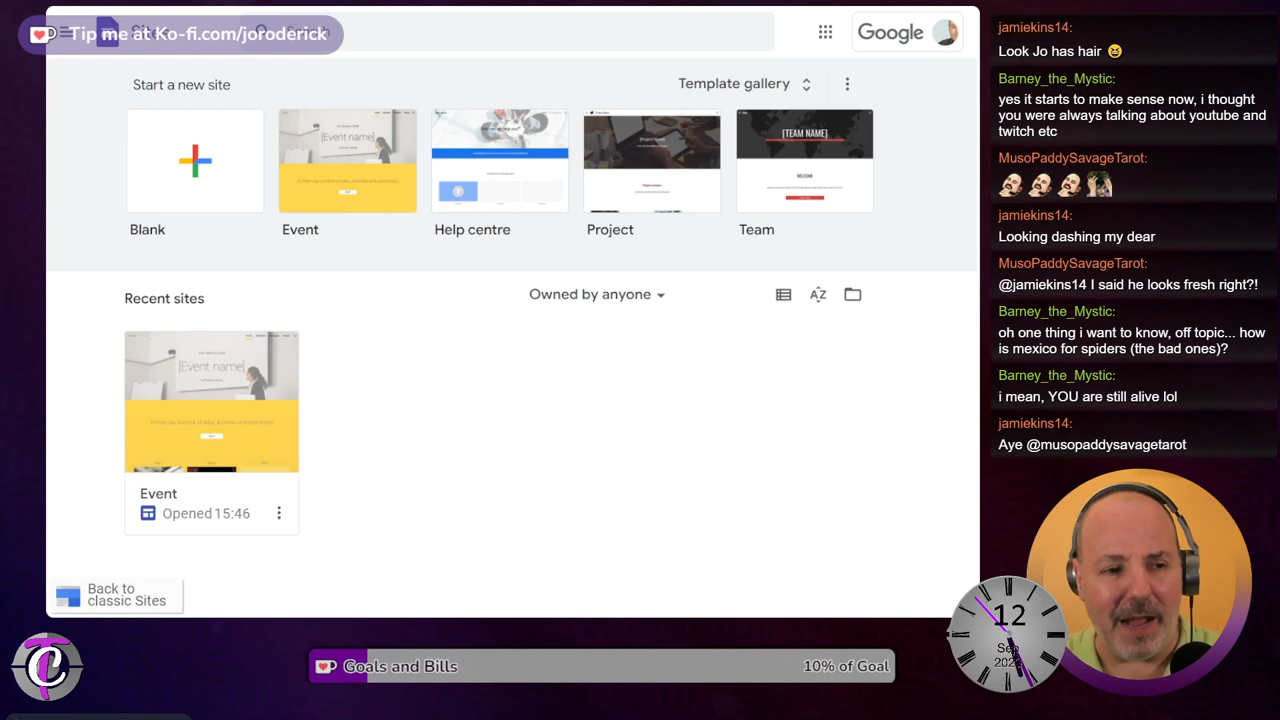 Tip me at Ko-fi.com/joroderick
Google
Start a new site
Template gallery
[Event name]
[TEAM NAME]
WELCOME
Blank
Event
Help centre
Project
Team
Recent sites
Owned by anyone
AZ
[Event name]
Event
Opened 15:46
Back to
classic Sites
TC
Goals and Bills
10% of Goal
jamiekins14:
Look Jo has hair 😆
Barney_the_Mystic:
yes it starts to make sense now, i thought
you were always talking about youtube and
twitch etc
MusoPaddySavageTarot:
jamiekins14:
Looking dashing my dear
MusoPaddySavageTarot:
@jamiekins14 I said he looks fresh right?!
Barney_the_Mystic:
oh one thing i want to know, off topic... how
is mexico for spiders (the bad ones)?
Barney_the_Mystic:
i mean, YOU are still alive lol
jamiekins14:
Aye @musopaddysavagetarot
12